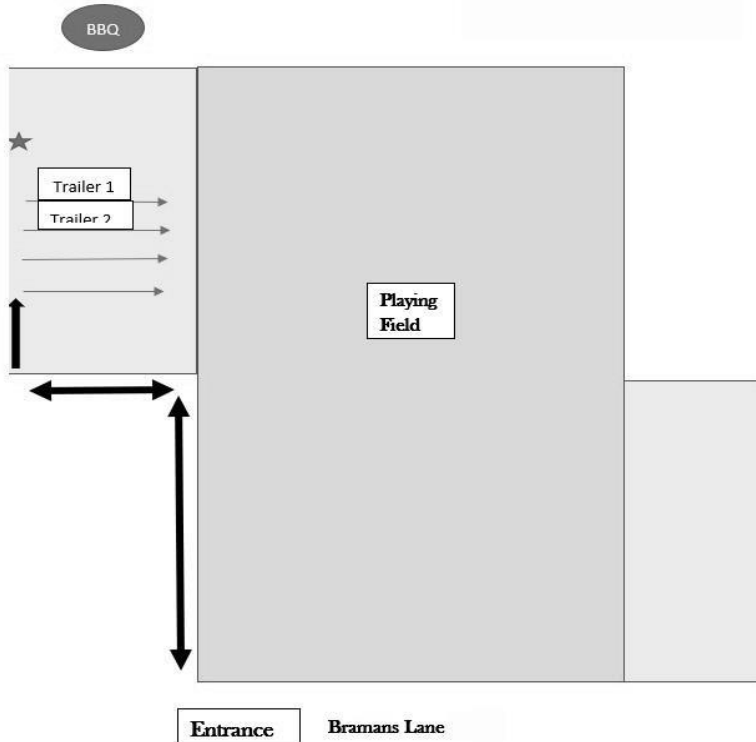 BBQ
Trailer 1
Trailer 2
Playing
Field
Entrance
Bramans Lane